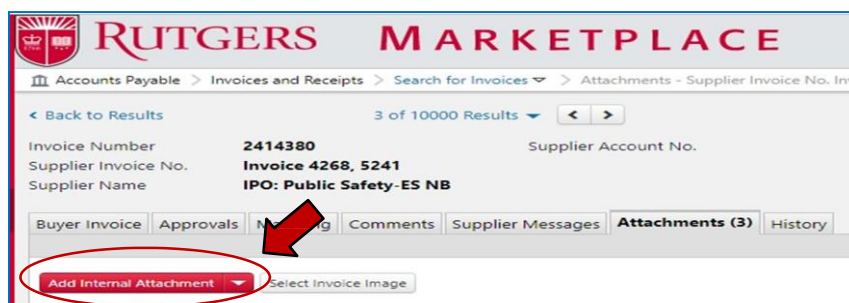 RUTGERS MARKETPLACE
Accounts Payable > Invoices and Receipts > Search for Invoices > Attachments - Supplier Invoice No.
< Back to Results 3 of 10000 Results < >
Invoice Number 2414380 Supplier Account No.
Supplier Invoice No. Invoice 4268, 5241
Supplier Name IPO: Public Safety-ES NB
Buyer Invoice Approvals Comments Supplier Messages Attachments (3) History
Add Internal Attachment Select Invoice Image